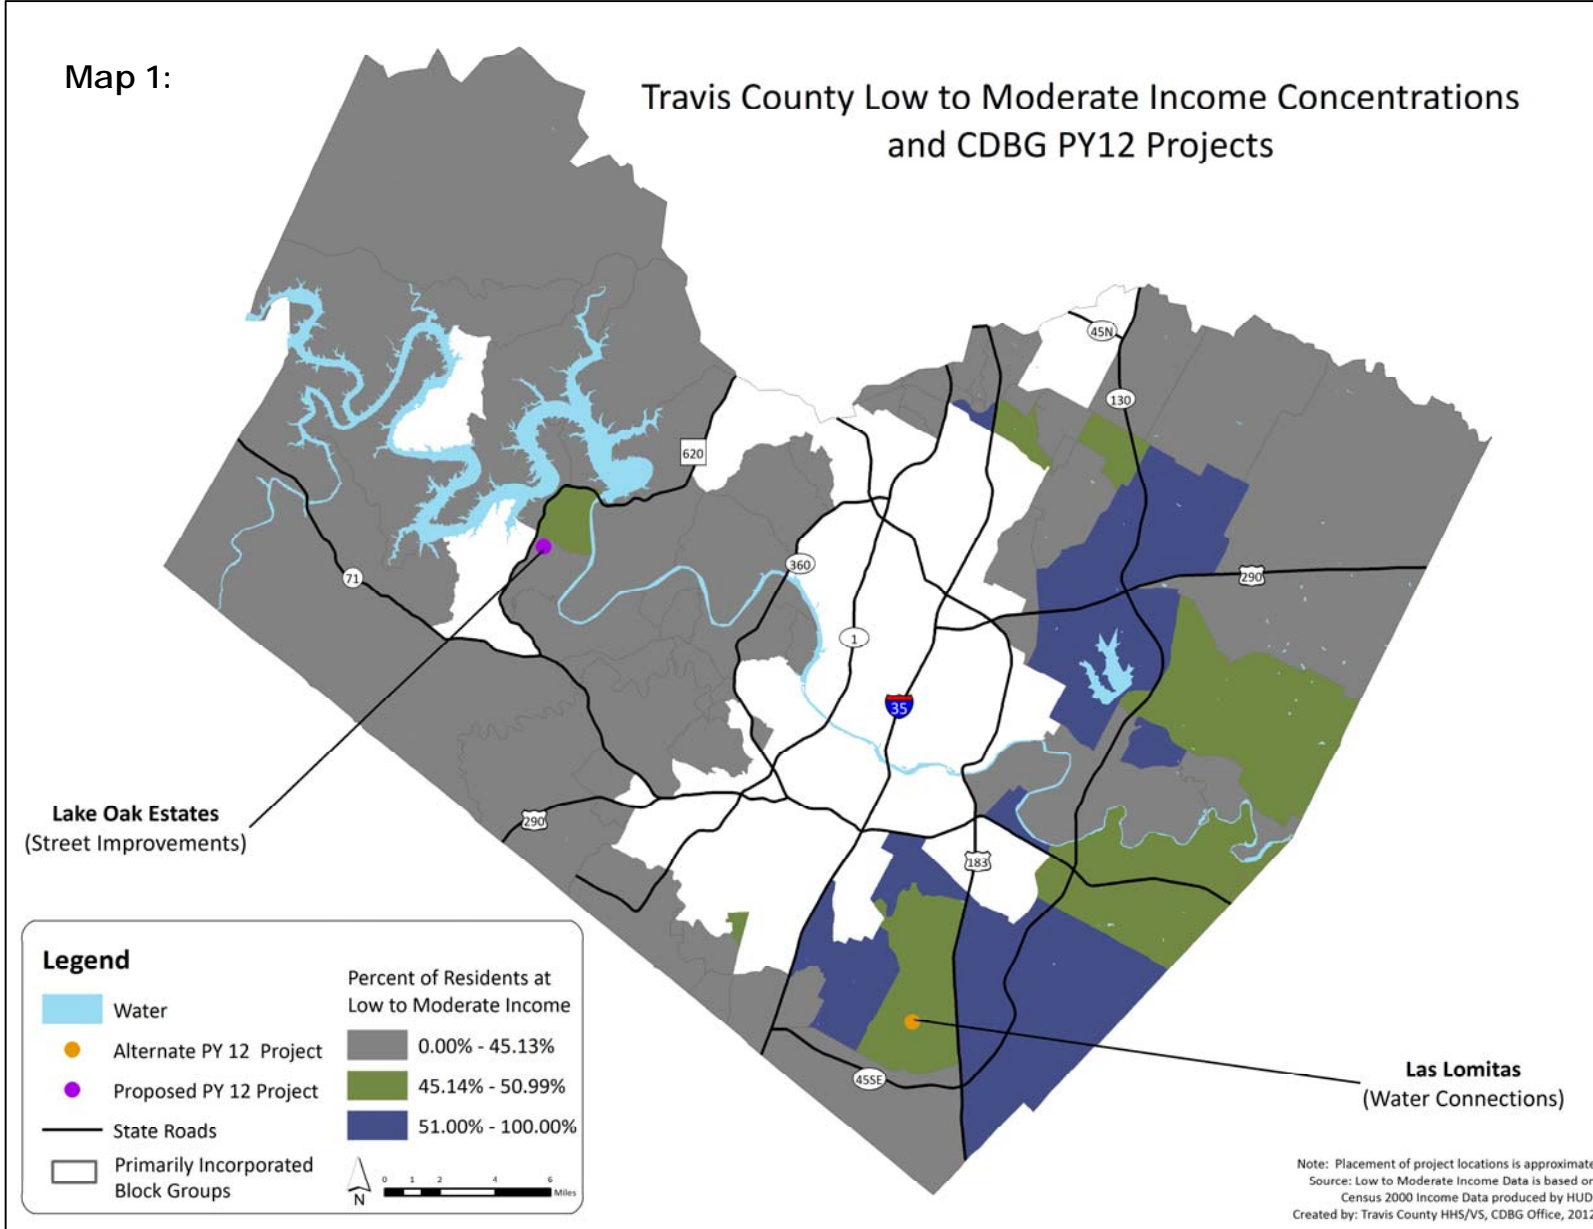 Map 1:
Travis County Low to Moderate Income Concentrations
and CDBG PY12 Projects
45N
130
620
360
290
71
1
35
Lake Oak Estates
(Street Improvements)
290
183
45SE
Las Lomitas
(Water Connections)
Legend
Water
Alternate PY 12 Project
Proposed PY 12 Project
State Roads
Primarily Incorporated
Block Groups
Percent of Residents at
Low to Moderate Income
0.00% - 45.13%
45.14% - 50.99%
51.00% - 100.00%
N
0 1 2 4 6
Miles
Note: Placement of project locations is approximate
Source: Low to Moderate Income Data is based on
Census 2000 Income Data produced by HUD
Created by: Travis County HHS/VS, CDBG Office, 2012